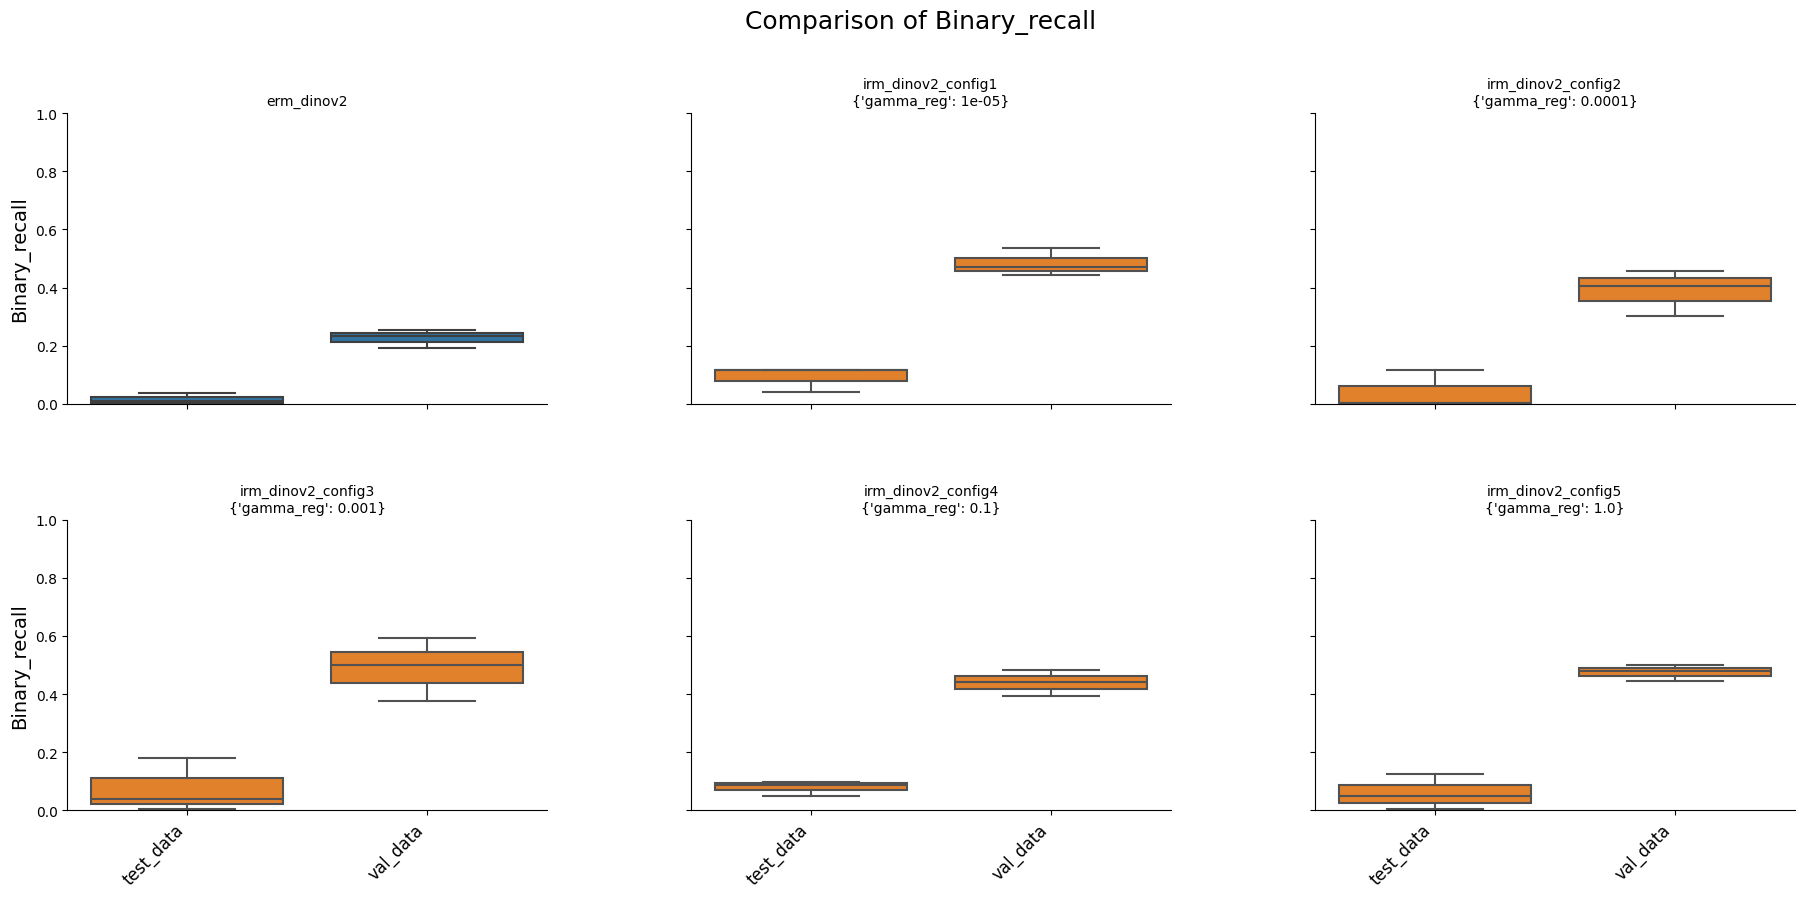 Comparison of Binary_recall
erm_dinov2
irm_dinov2_config1
{'gamma_reg': 1e-05}
irm_dinov2_config2
{'gamma_reg': 0.0001}
1.0
0.8
0.6
0.4
0.2
0.0
Binary_recall
irm_dinov2_config3
{'gamma_reg': 0.001}
irm_dinov2_config4
{'gamma_reg': 0.1}
irm_dinov2_config5
{'gamma_reg': 1.0}
1.0
0.8
0.6
0.4
0.2
0.0
Binary_recall
test_data
val_data
test_data
val_data
test_data
val_data